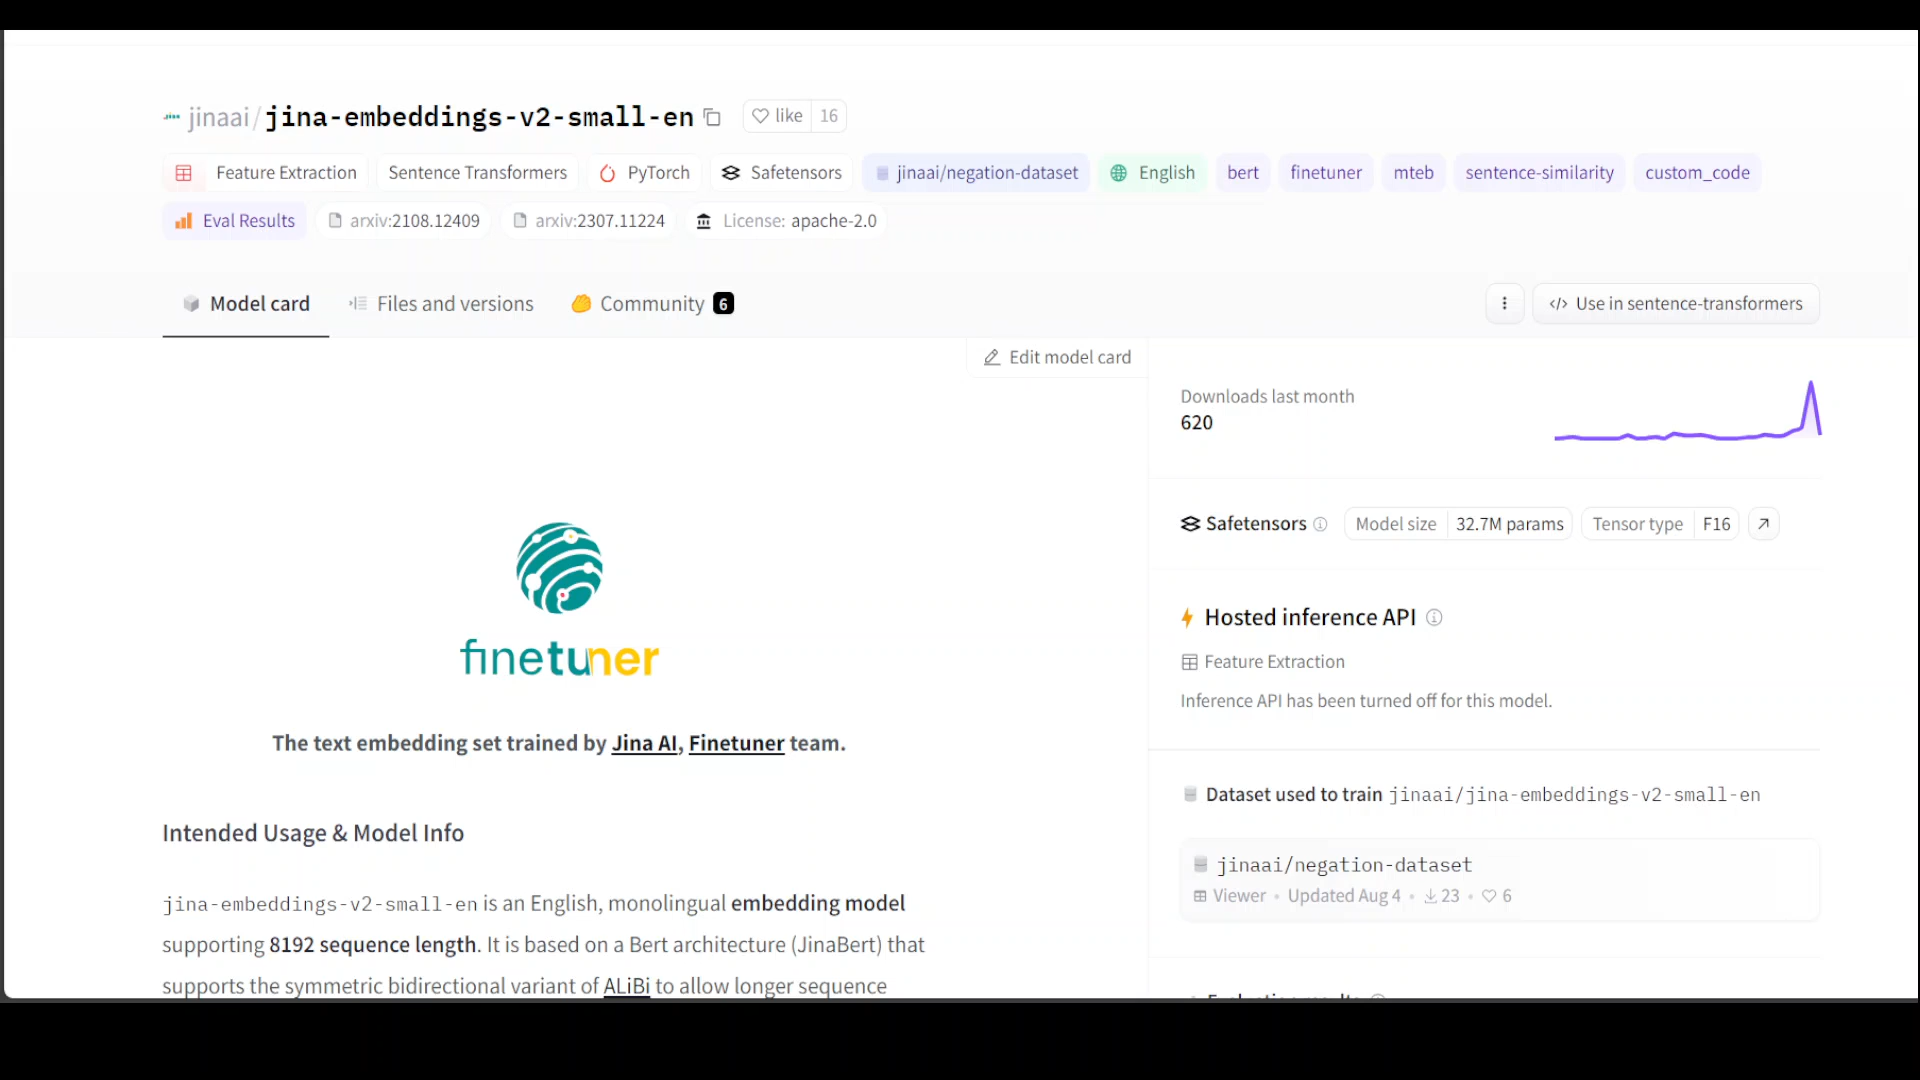 jinaai/jina-embeddings-v2-small-en like 16
Feature Extraction Sentence Transformers PyTorch Safetensors jinaai/negation-dataset English bert finetuner mteb sentence-similarity custom_code
Eval Results arxiv:2108.12409 arxiv:2307.11224 License: apache-2.0
Model card Files and versions Community 6
</> Use in sentence-transformers
Edit model card
finetuner
The text embedding set trained by Jina AI, Finetuner team.
Intended Usage & Model Info
jina-embeddings-v2-small-en is an English, monolingual embedding model
supporting 8192 sequence length. It is based on a Bert architecture (JinaBert) that
supports the symmetric bidirectional variant of ALiBi to allow longer sequence
Downloads last month
620
Safetensors Model size 32.7M params Tensor type F16
Hosted inference API
Feature Extraction
Inference API has been turned off for this model.
Dataset used to train jinaai/jina-embeddings-v2-small-en
jinaai/negation-dataset
Viewer • Updated Aug 4 • 23 • 6